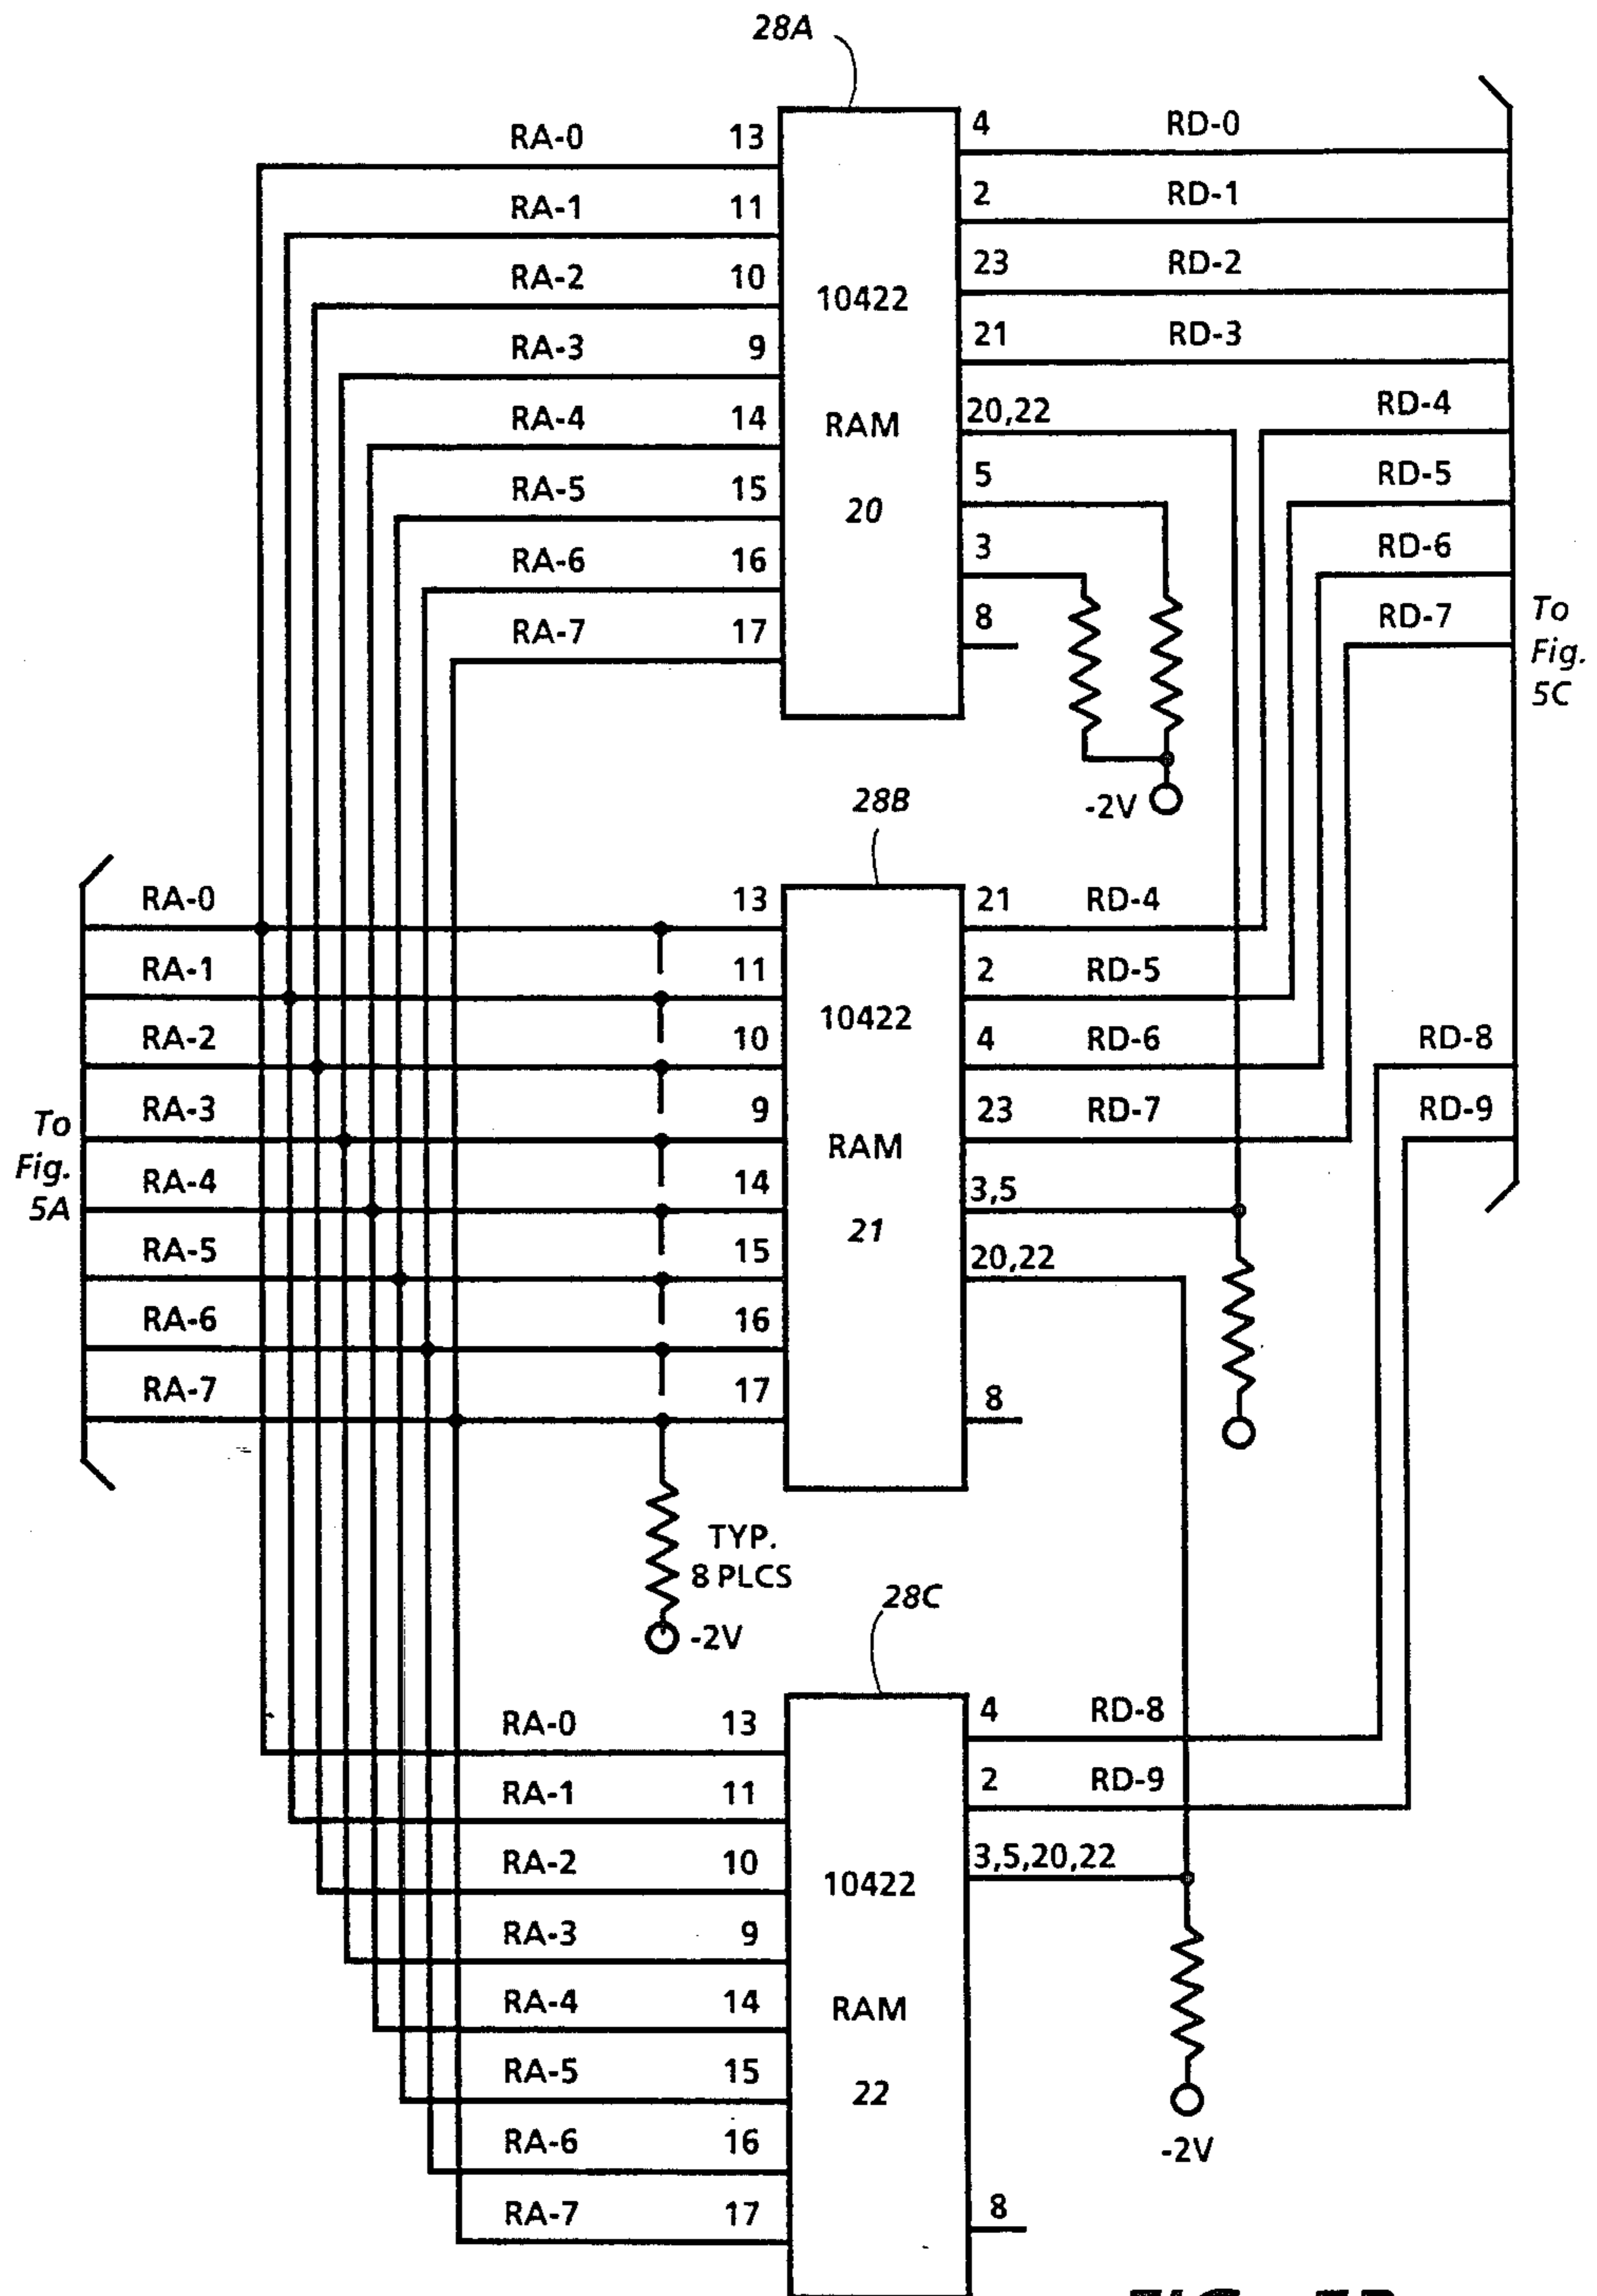 28A
RA-0 13
RA-1 11
RA-2 10
RA-3 9
RA-4 14
RA-5 15
RA-6 16
RA-7 17
10422
RAM
20
4 RD-0
2 RD-1
23 RD-2
21 RD-3
20,22
5
3
8
RD-4
RD-5
RD-6
RD-7
-2V
To
Fig.
5C
28B
To
Fig.
5A
RA-0 13
RA-1 11
RA-2 10
RA-3 9
RA-4 14
RA-5 15
RA-6 16
RA-7 17
10422
RAM
21
21 RD-4
2 RD-5
4 RD-6
23 RD-7
3,5
20,22
8
RD-8
RD-9
TYP.
8 PLCS
-2V
28C
RA-0 13
RA-1 11
RA-2 10
RA-3 9
RA-4 14
RA-5 15
RA-6 16
RA-7 17
10422
RAM
22
4 RD-8
2 RD-9
3,5,20,22
8
-2V